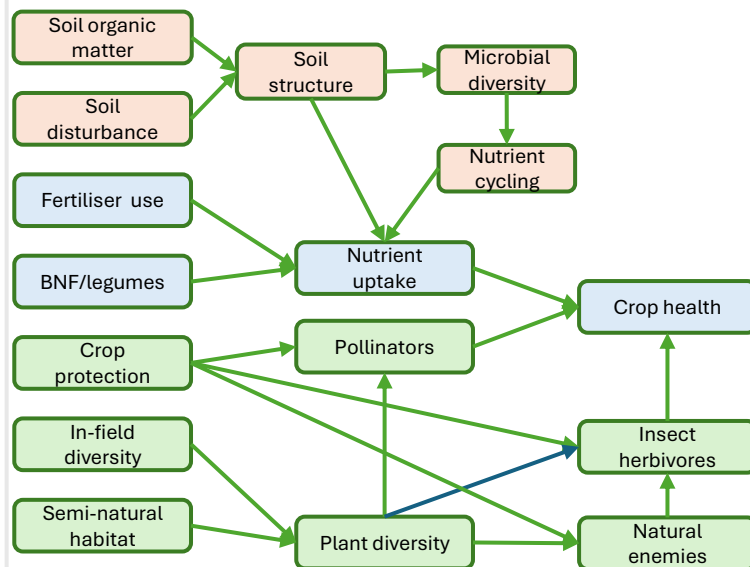 Soil organic
matter
Soil
disturbance
Soil
structure
Microbial
diversity
Nutrient
cycling
Fertiliser use
BNF/legumes
Nutrient
uptake
Crop health
Crop
protection
Pollinators
In-field
diversity
Insect
herbivores
Semi-natural
habitat
Plant diversity
Natural
enemies